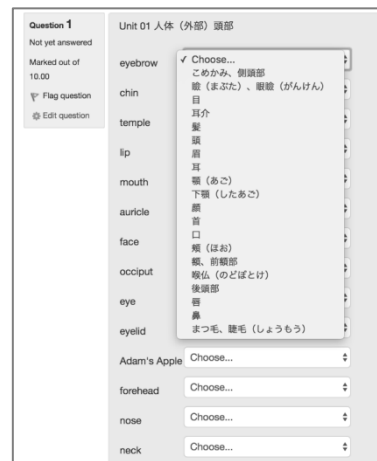 Question 1
Not yet answered
Marked out of
10.00
Flag question
Edit question
Unit 01 人体（外部）頭部
eyebrow
chin
temple
lip
mouth
auricle
face
occiput
eye
eyelid
✓ Choose...
こめかみ、側頭部
瞼（まぶた）、眼瞼（がんけん）
目
耳介
髪
頭
眉
耳
顎（あご）
下顎（したあご）
顔
首
口
頬（ほお）
額、前額部
喉仏（のどぼとけ）
後頭部
唇
鼻
まつ毛、睫毛（しょうもう）
Adam's Apple Choose...
forehead Choose...
nose Choose...
neck Choose...